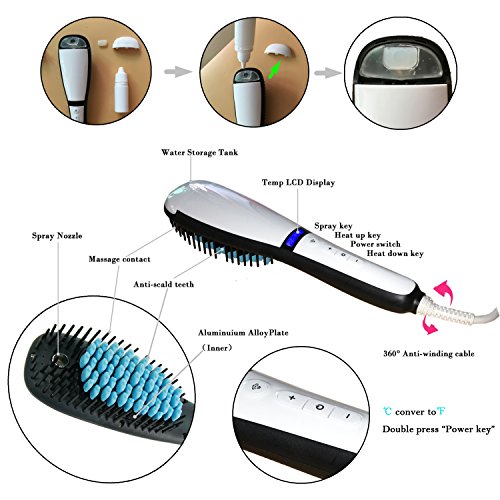 Water Storage Tank
Temp LCD Display
Spray key
Heat up key
Power switch
Heat down key
Spray Nozzle
Massage contact
Anti-scald teeth
Aluminuium AlloyPlate
(Inner)
360° Anti-winding cable
℃ conver to℉
Double press “Power key”